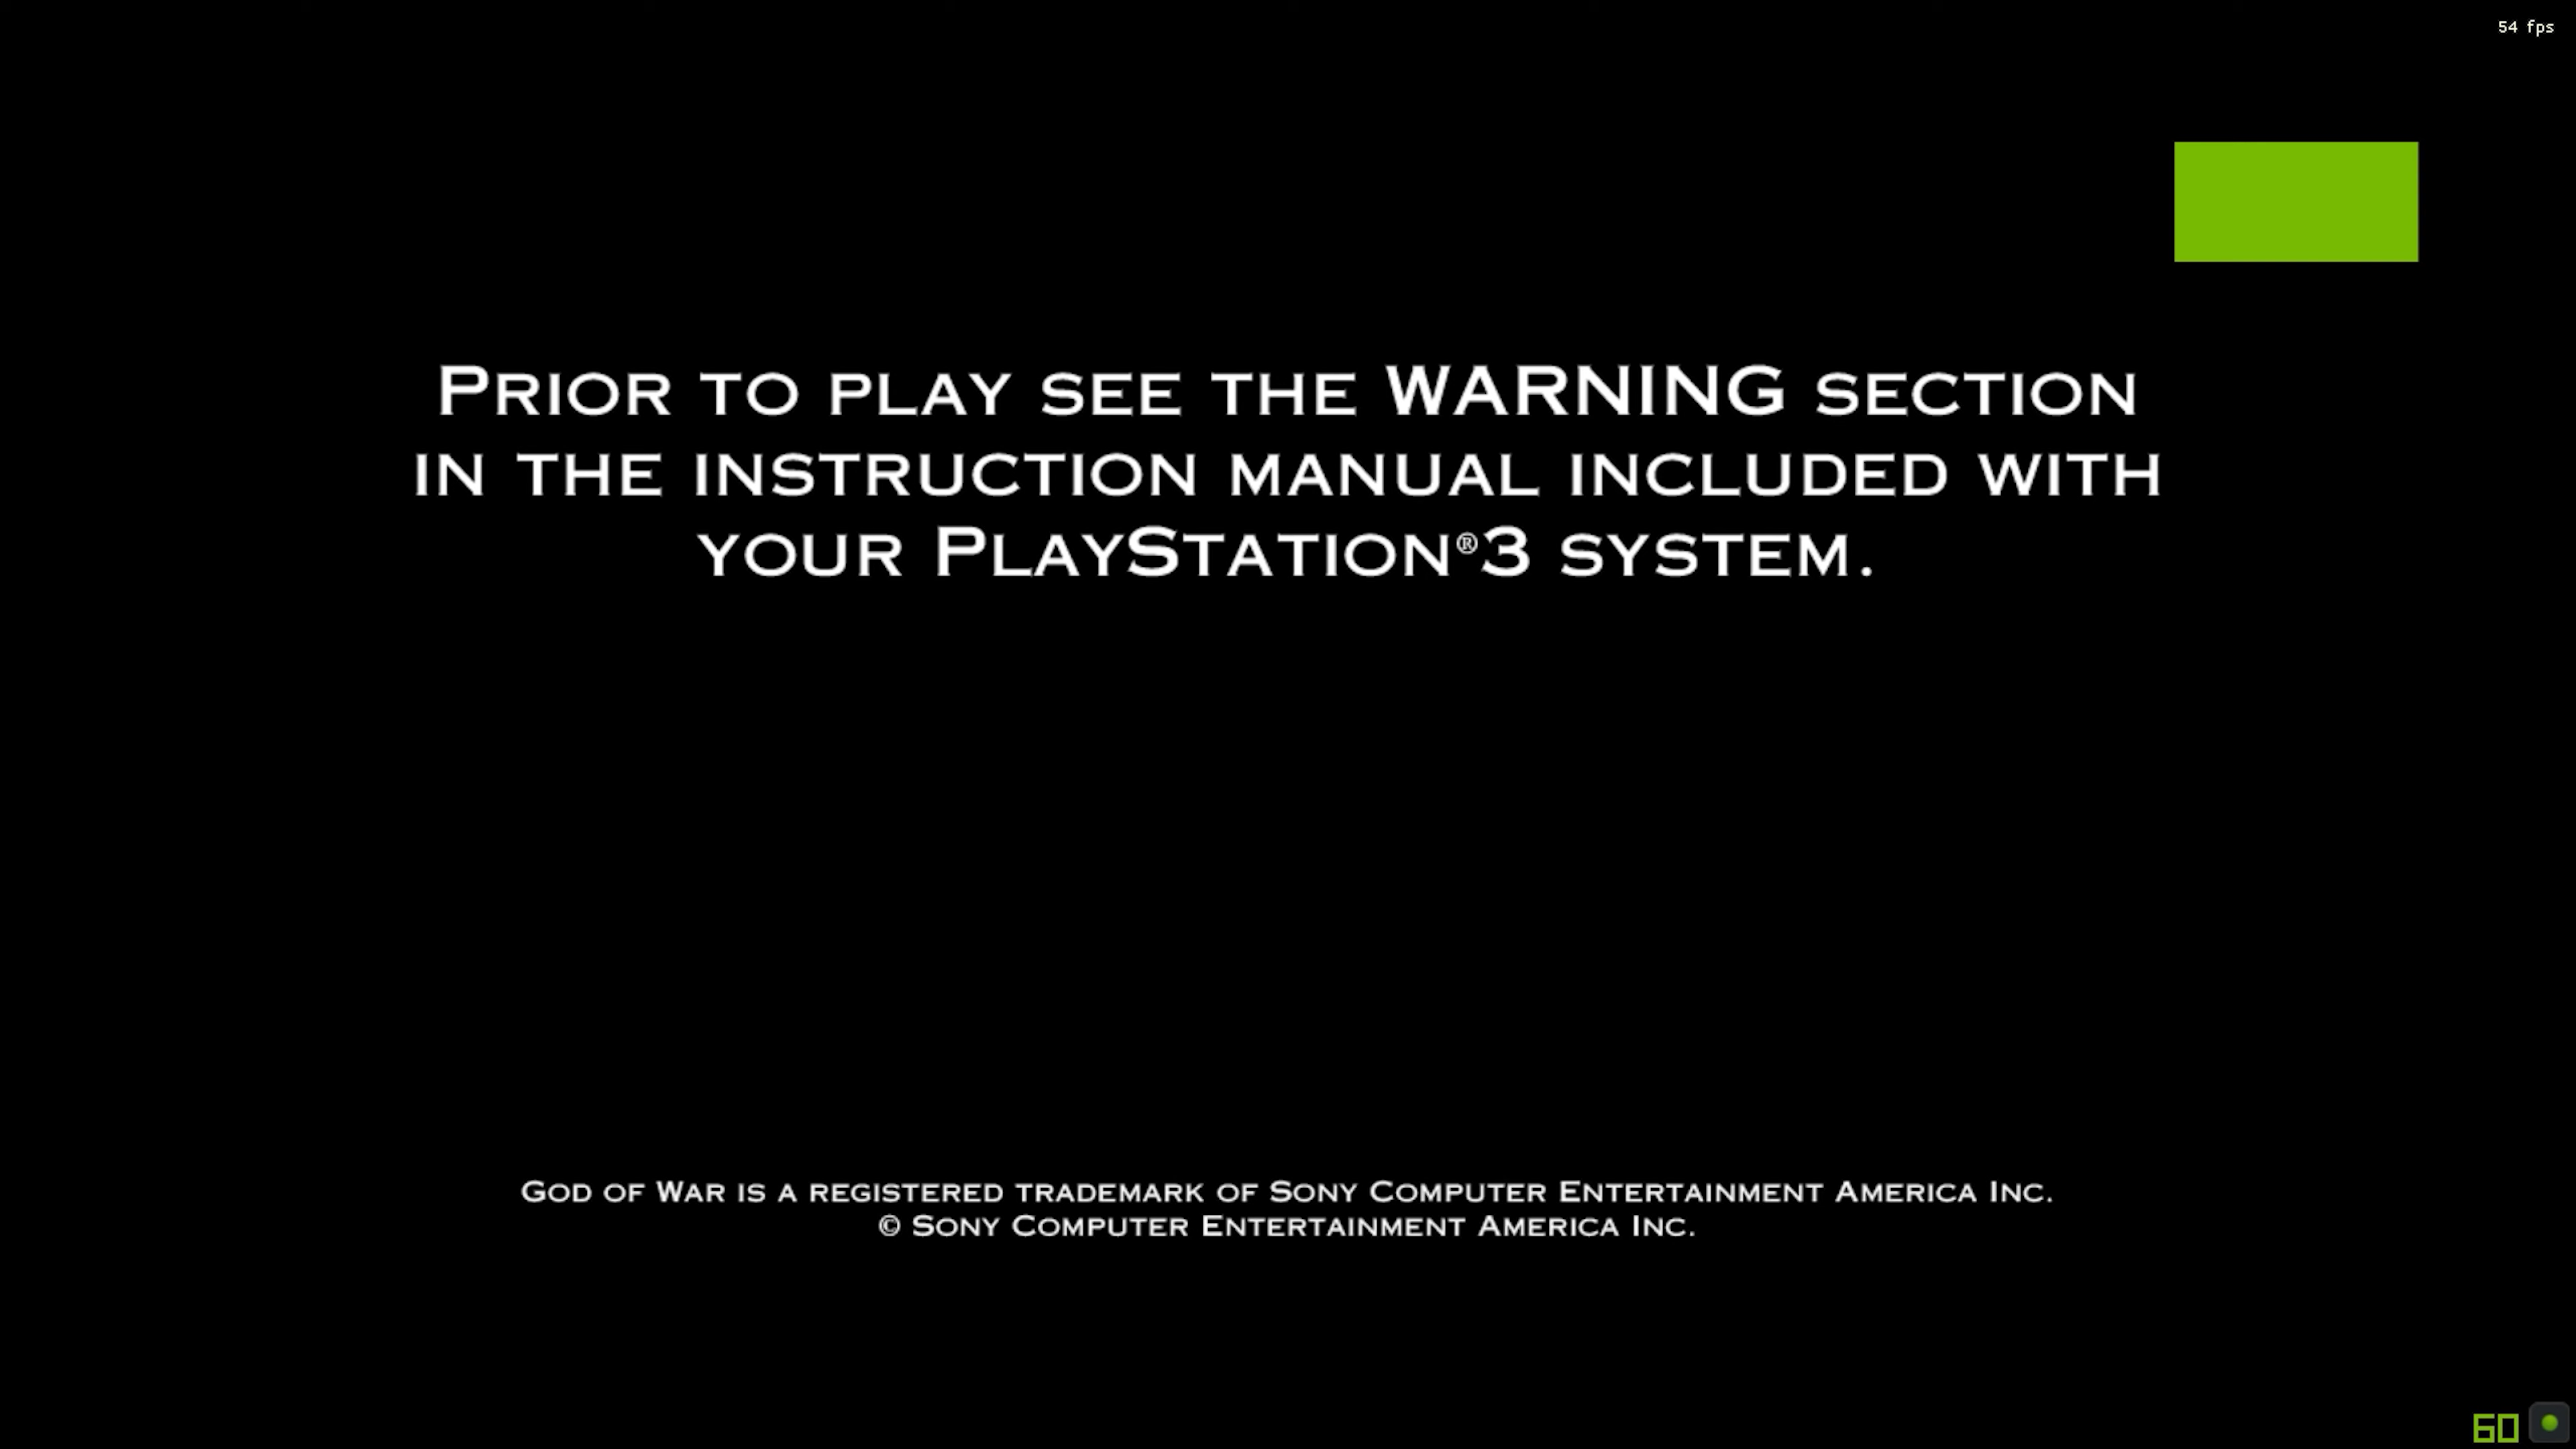 54 fps
Prior to play see the WARNING section
in the instruction manual included with
your PlayStation®3 system.
God of War is a registered trademark of Sony Computer Entertainment America Inc.
© Sony Computer Entertainment America Inc.
60